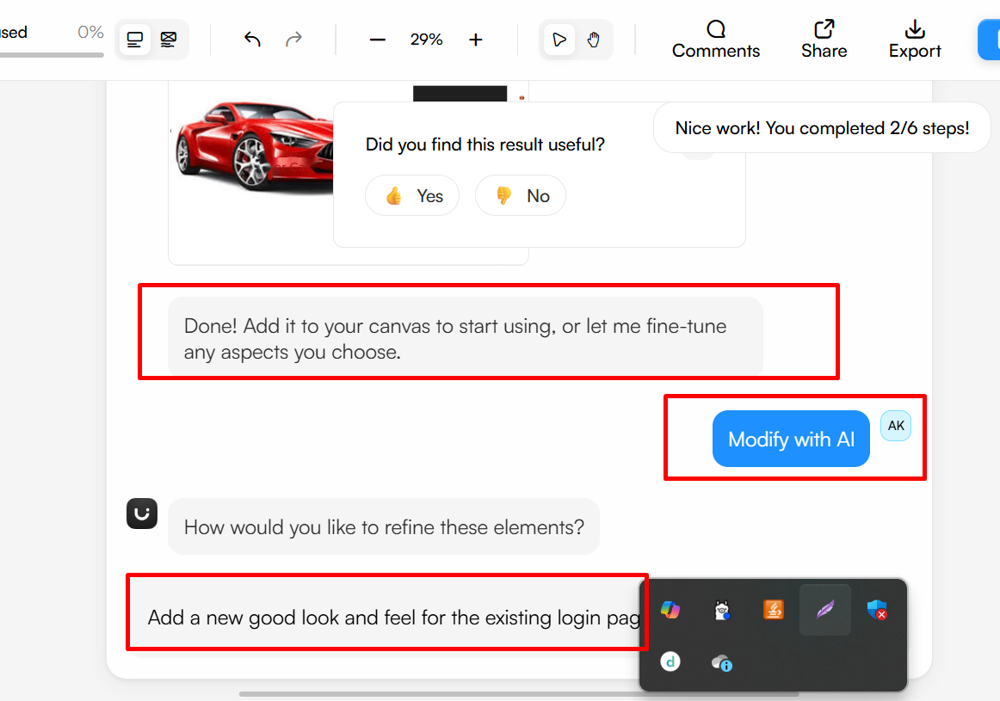 used
0%
29%
Comments
Share
Export
Did you find this result useful?
Yes
No
Nice work! You completed 2/6 steps!
Done! Add it to your canvas to start using, or let me fine-tune
any aspects you choose.
Modify with AI
AK
How would you like to refine these elements?
Add a new good look and feel for the existing login pag
d